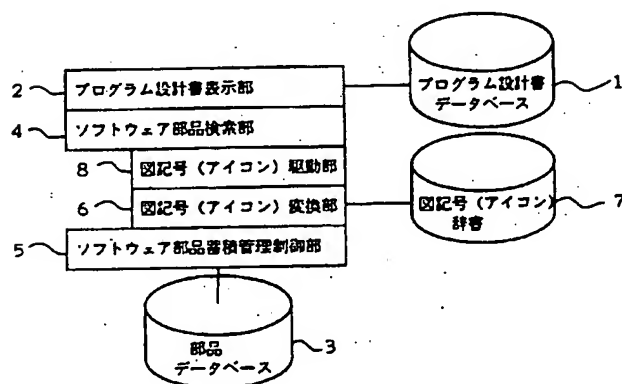 2 プログラム設計書表示部
4 ソフトウェア部品検索部
8 図記号(アイコン)駆動部
6 図記号(アイコン)変換部
5 ソフトウェア部品蓄積管理制御部
プログラム設計書
データベース
1
図記号(アイコン)
辞書
7
部品
データベース
3